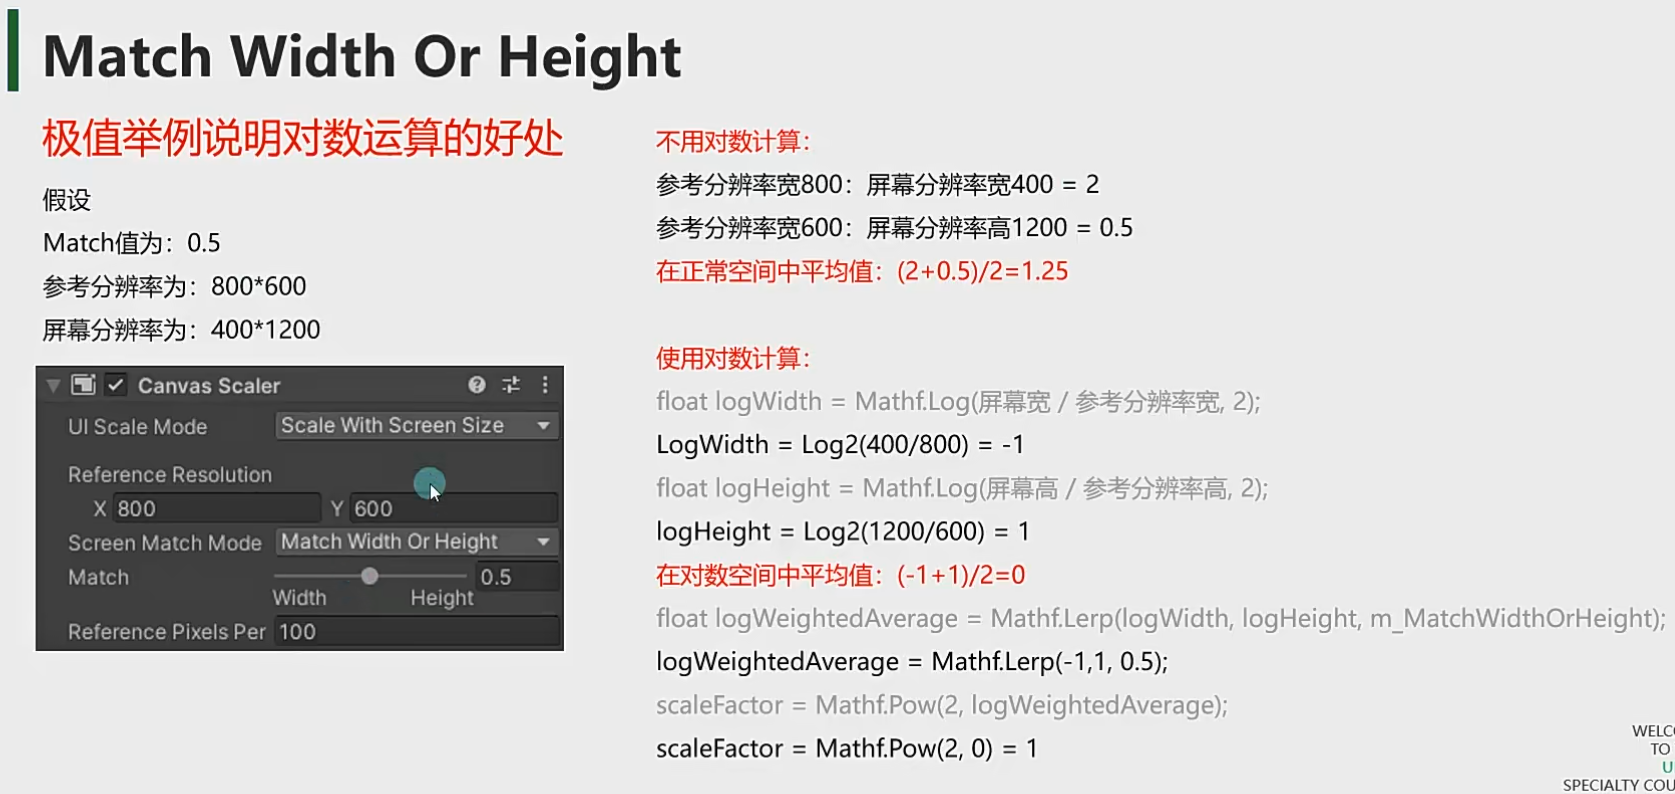 Match Width Or Height
极值举例说明对数运算的好处
假设
Match值为：0.5
参考分辨率为：800*600
屏幕分辨率为：400*1200
Canvas Scaler
UI Scale Mode Scale With Screen Size
Reference Resolution
X 800 Y 600
Screen Match Mode Match Width Or Height
Match 0.5
Width Height
Reference Pixels Per 100
不用对数计算：
参考分辨率宽800：屏幕分辨率宽400 = 2
参考分辨率宽600：屏幕分辨率高1200 = 0.5
在正常空间中平均值：(2+0.5)/2=1.25
使用对数计算：
float logWidth = Mathf.Log(屏幕宽 / 参考分辨率宽, 2);
LogWidth = Log2(400/800) = -1
float logHeight = Mathf.Log(屏幕高 / 参考分辨率高, 2);
logHeight = Log2(1200/600) = 1
在对数空间中平均值：(-1+1)/2=0
float logWeightedAverage = Mathf.Lerp(logWidth, logHeight, m_MatchWidthOrHeight);
logWeightedAverage = Mathf.Lerp(-1,1, 0.5);
scaleFactor = Mathf.Pow(2, logWeightedAverage);
scaleFactor = Mathf.Pow(2, 0) = 1
TO
SPECIALTY